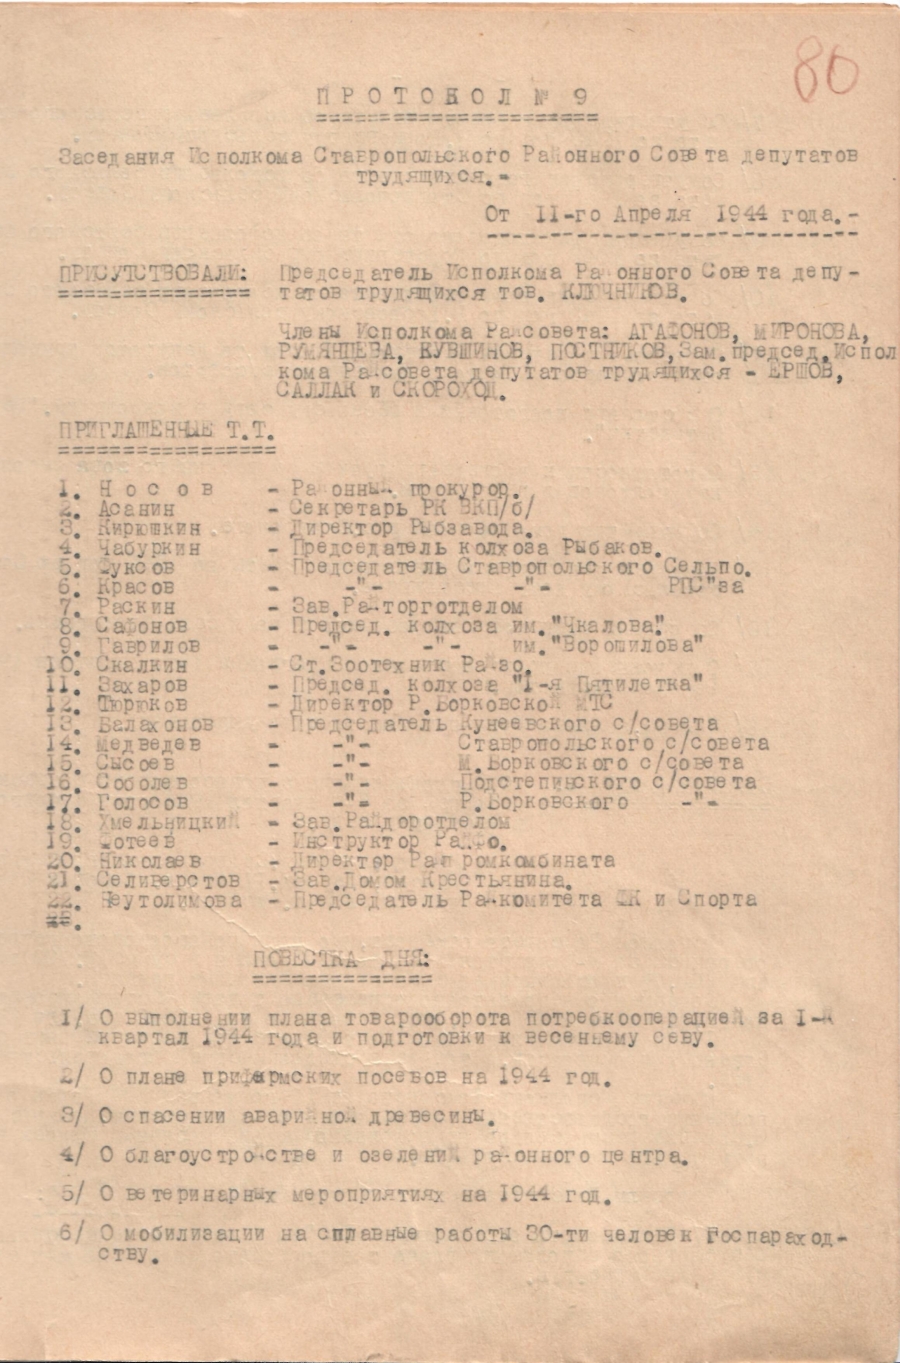 80
ПРОТОКОЛ № 9
Заседания Исполкома Ставропольского Районного Совета депутатов
трудящихся.-
От II-го Апреля 1944 года.-
ПРИСУТСТВОВАЛИ: Председатель Исполкома Районного Совета депу-
татов трудящихся тов. КЛЮЧНИКОВ.
Члены Исполкома Райсовета: АГАФОНОВ, МИРОНОВА,
РУМЯНЦЕВА, КУВШИНОВ, ПОСТНИКОВ, Зам.председ.Испол
кома Райсовета депутатов трудящихся - ЕРШОВ,
САЛЛАК и СКОРОХОД.
ПРИГЛАШЕННЫЕ Т.Т.
1. Носов - Районный прокурор.
2. Асанин - Секретарь РК ВКП/б/
3. Кирюшкин - Директор Рыбзавода.
4. Чабуркин - Председатель колхоза Рыбаков.
5. Фуксов - Председатель Ставропольского Сельпо.
6. Красов - -"- -"- РПС"за
7. Раскин - Зав.Райторготделом
8. Сафонов - Председ. колхоза им."Чкалова"
9. Гаврилов - -"- -"- им."Ворошилова"
10. Скалкин - Ст.Зоотехник Райзо.
11. Захаров - Председ. колхоза "I-я Пятилетка"
12. Тюрюков - Директор Р.Борковской МТС
13. Балахонов - Председатель Кунеевского с/совета
14. Медведев - -"- Ставропольского с/совета
15. Сысоев - -"- М.Борковского с/совета
16. Соболев - -"- Подстепинского с/совета
17. Голосов - -"- Р.Борковского -"-
18. Хмельницкий - Зав.Райдоротделом
19. Фотеев - Инструктор Райфо.
20. Николаев - Директор Райпромкомбината
21. Селиверстов - Зав.Домом Крестьянина.
22. Неутолимова - Председатель Райкомитета ФК и Спорта
ПОВЕСТКА ДНЯ:
1/ О выполнении плана товарооборота потребкооперацией за I-й
квартал 1944 года и подготовки к весеннему севу.
2/ О плане прифермских посевов на 1944 год.
3/ О спасении аварийной древесины.
4/ О благоустройстве и озелений районного центра.
5/ О ветеринарных мероприятиях на 1944 год.
6/ О мобилизации на сплавные работы 30-ти человек Госпараход-
ству.